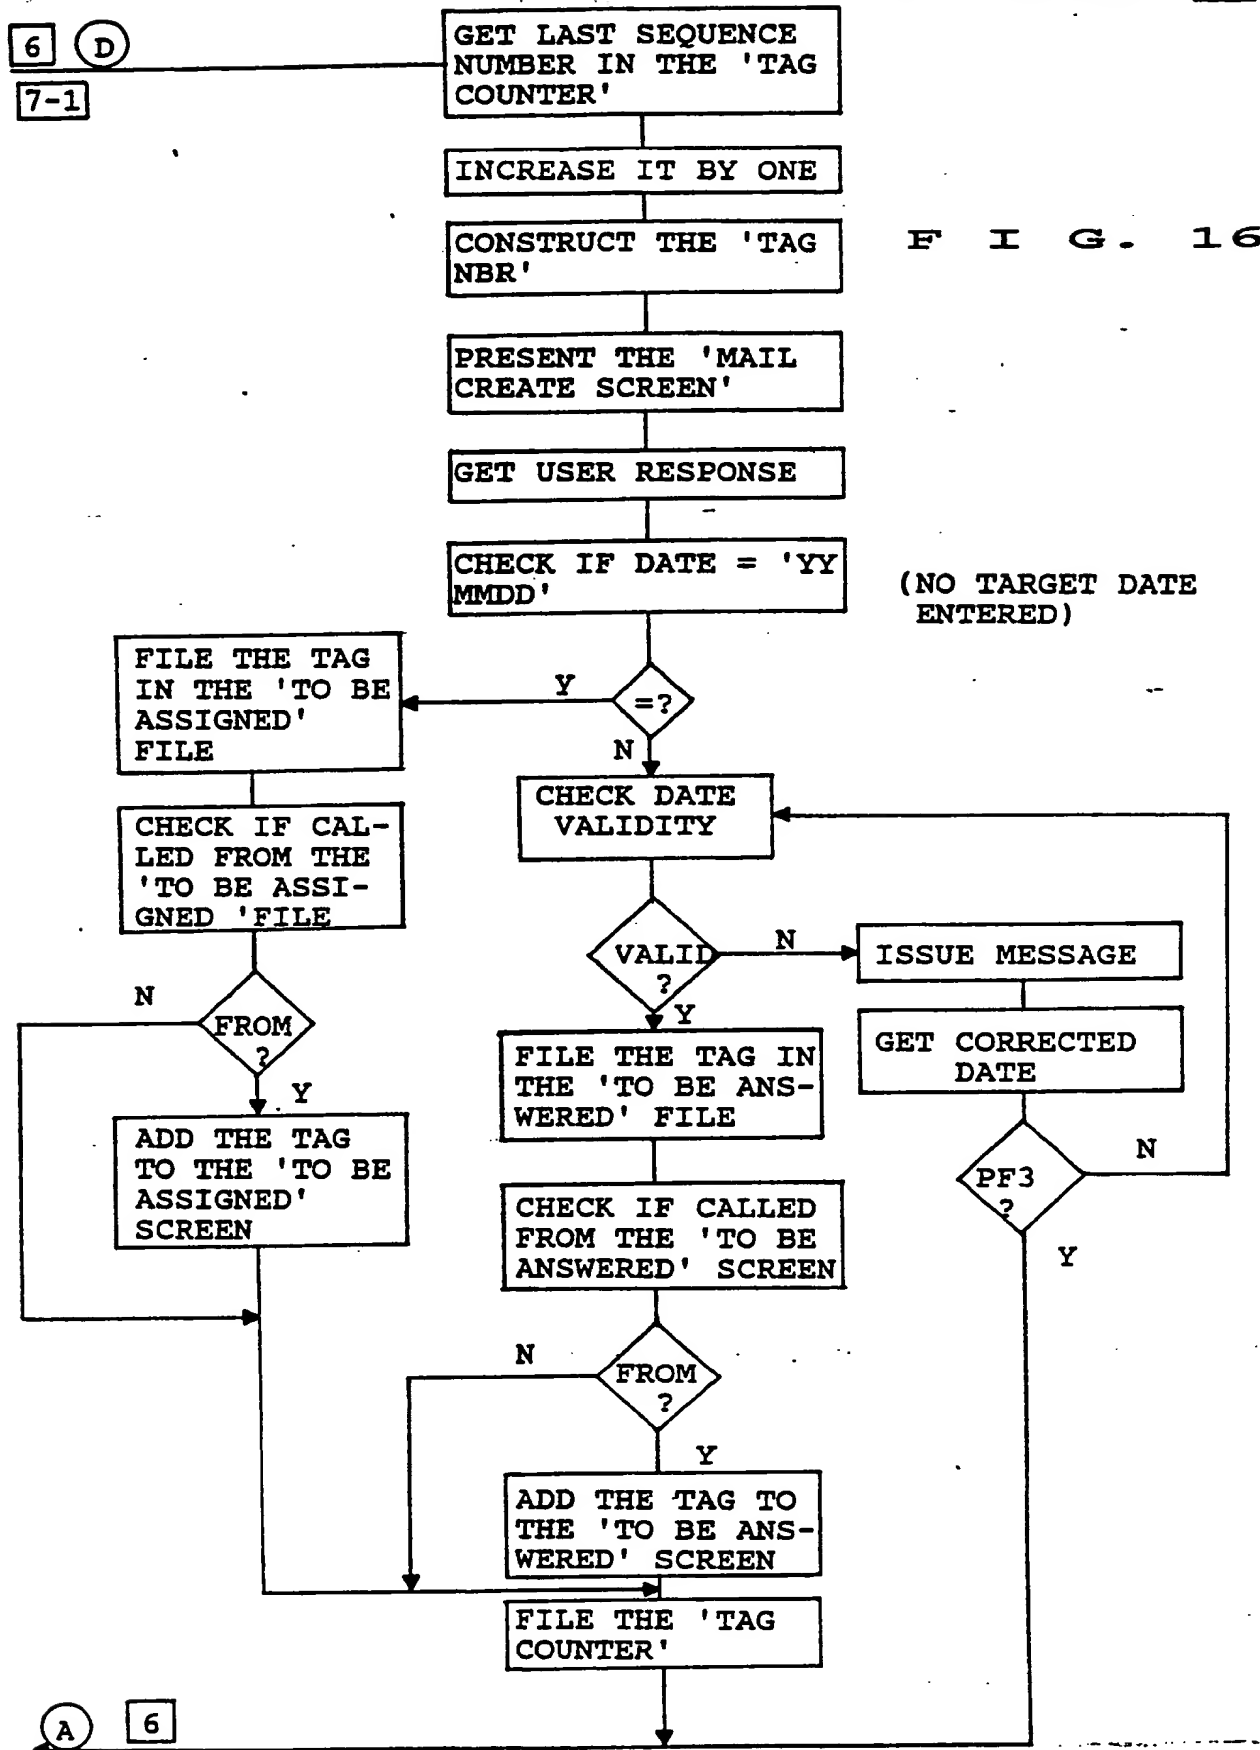 6 D
7-1
GET LAST SEQUENCE
NUMBER IN THE 'TAG
COUNTER'
INCREASE IT BY ONE
CONSTRUCT THE 'TAG
NBR'
FIG. 16
PRESENT THE 'MAIL
CREATE SCREEN'
GET USER RESPONSE
CHECK IF DATE = 'YY
MMDD'
(NO TARGET DATE
ENTERED)
=?
Y
N
FILE THE TAG
IN THE 'TO BE
ASSIGNED'
FILE
CHECK IF CAL-
LED FROM THE
'TO BE ASSI-
GNED 'FILE
FROM
?
N
Y
ADD THE TAG
TO THE 'TO BE
ASSIGNED'
SCREEN
CHECK DATE
VALIDITY
VALID
?
N
Y
ISSUE MESSAGE
GET CORRECTED
DATE
PF3
?
N
Y
FILE THE TAG IN
THE 'TO BE ANS-
WERED' FILE
CHECK IF CALLED
FROM THE 'TO BE
ANSWERED' SCREEN
FROM
?
N
Y
ADD THE TAG TO
THE 'TO BE ANS-
WERED' SCREEN
FILE THE 'TAG
COUNTER'
A 6